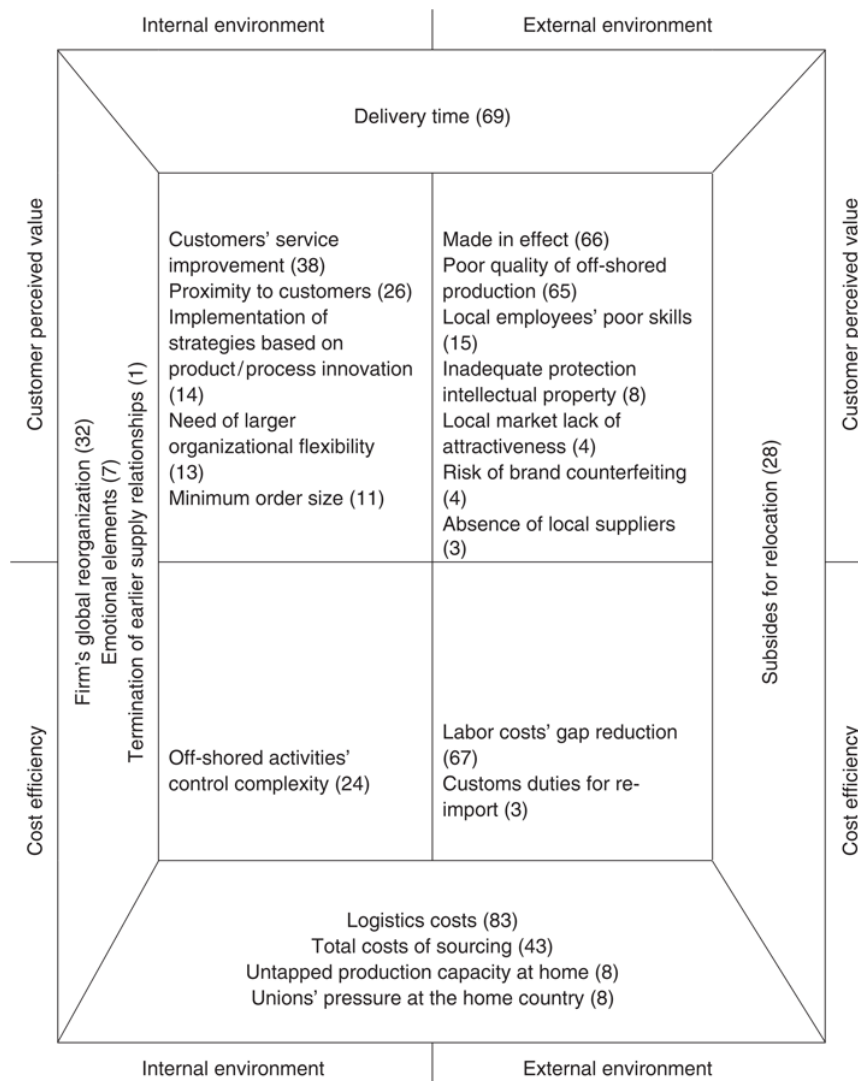 Internal environment
External environment
Delivery time (69)
Customer perceived value
Cost efficiency
Firm's global reorganization (32)
Emotional elements (7)
Termination of earlier supply relationships (1)
Customers' service
improvement (38)
Proximity to customers (26)
Implementation of
strategies based on
product/process innovation
(14)
Need of larger
organizational flexibility
(13)
Minimum order size (11)
Made in effect (66)
Poor quality of off-shored
production (65)
Local employees' poor skills
(15)
Inadequate protection
intellectual property (8)
Local market lack of
attractiveness (4)
Risk of brand counterfeiting
(4)
Absence of local suppliers
(3)
Off-shored activities'
control complexity (24)
Labor costs' gap reduction
(67)
Customs duties for re-
import (3)
Subsides for relocation (28)
Customer perceived value
Cost efficiency
Logistics costs (83)
Total costs of sourcing (43)
Untapped production capacity at home (8)
Unions' pressure at the home country (8)
Internal environment
External environment